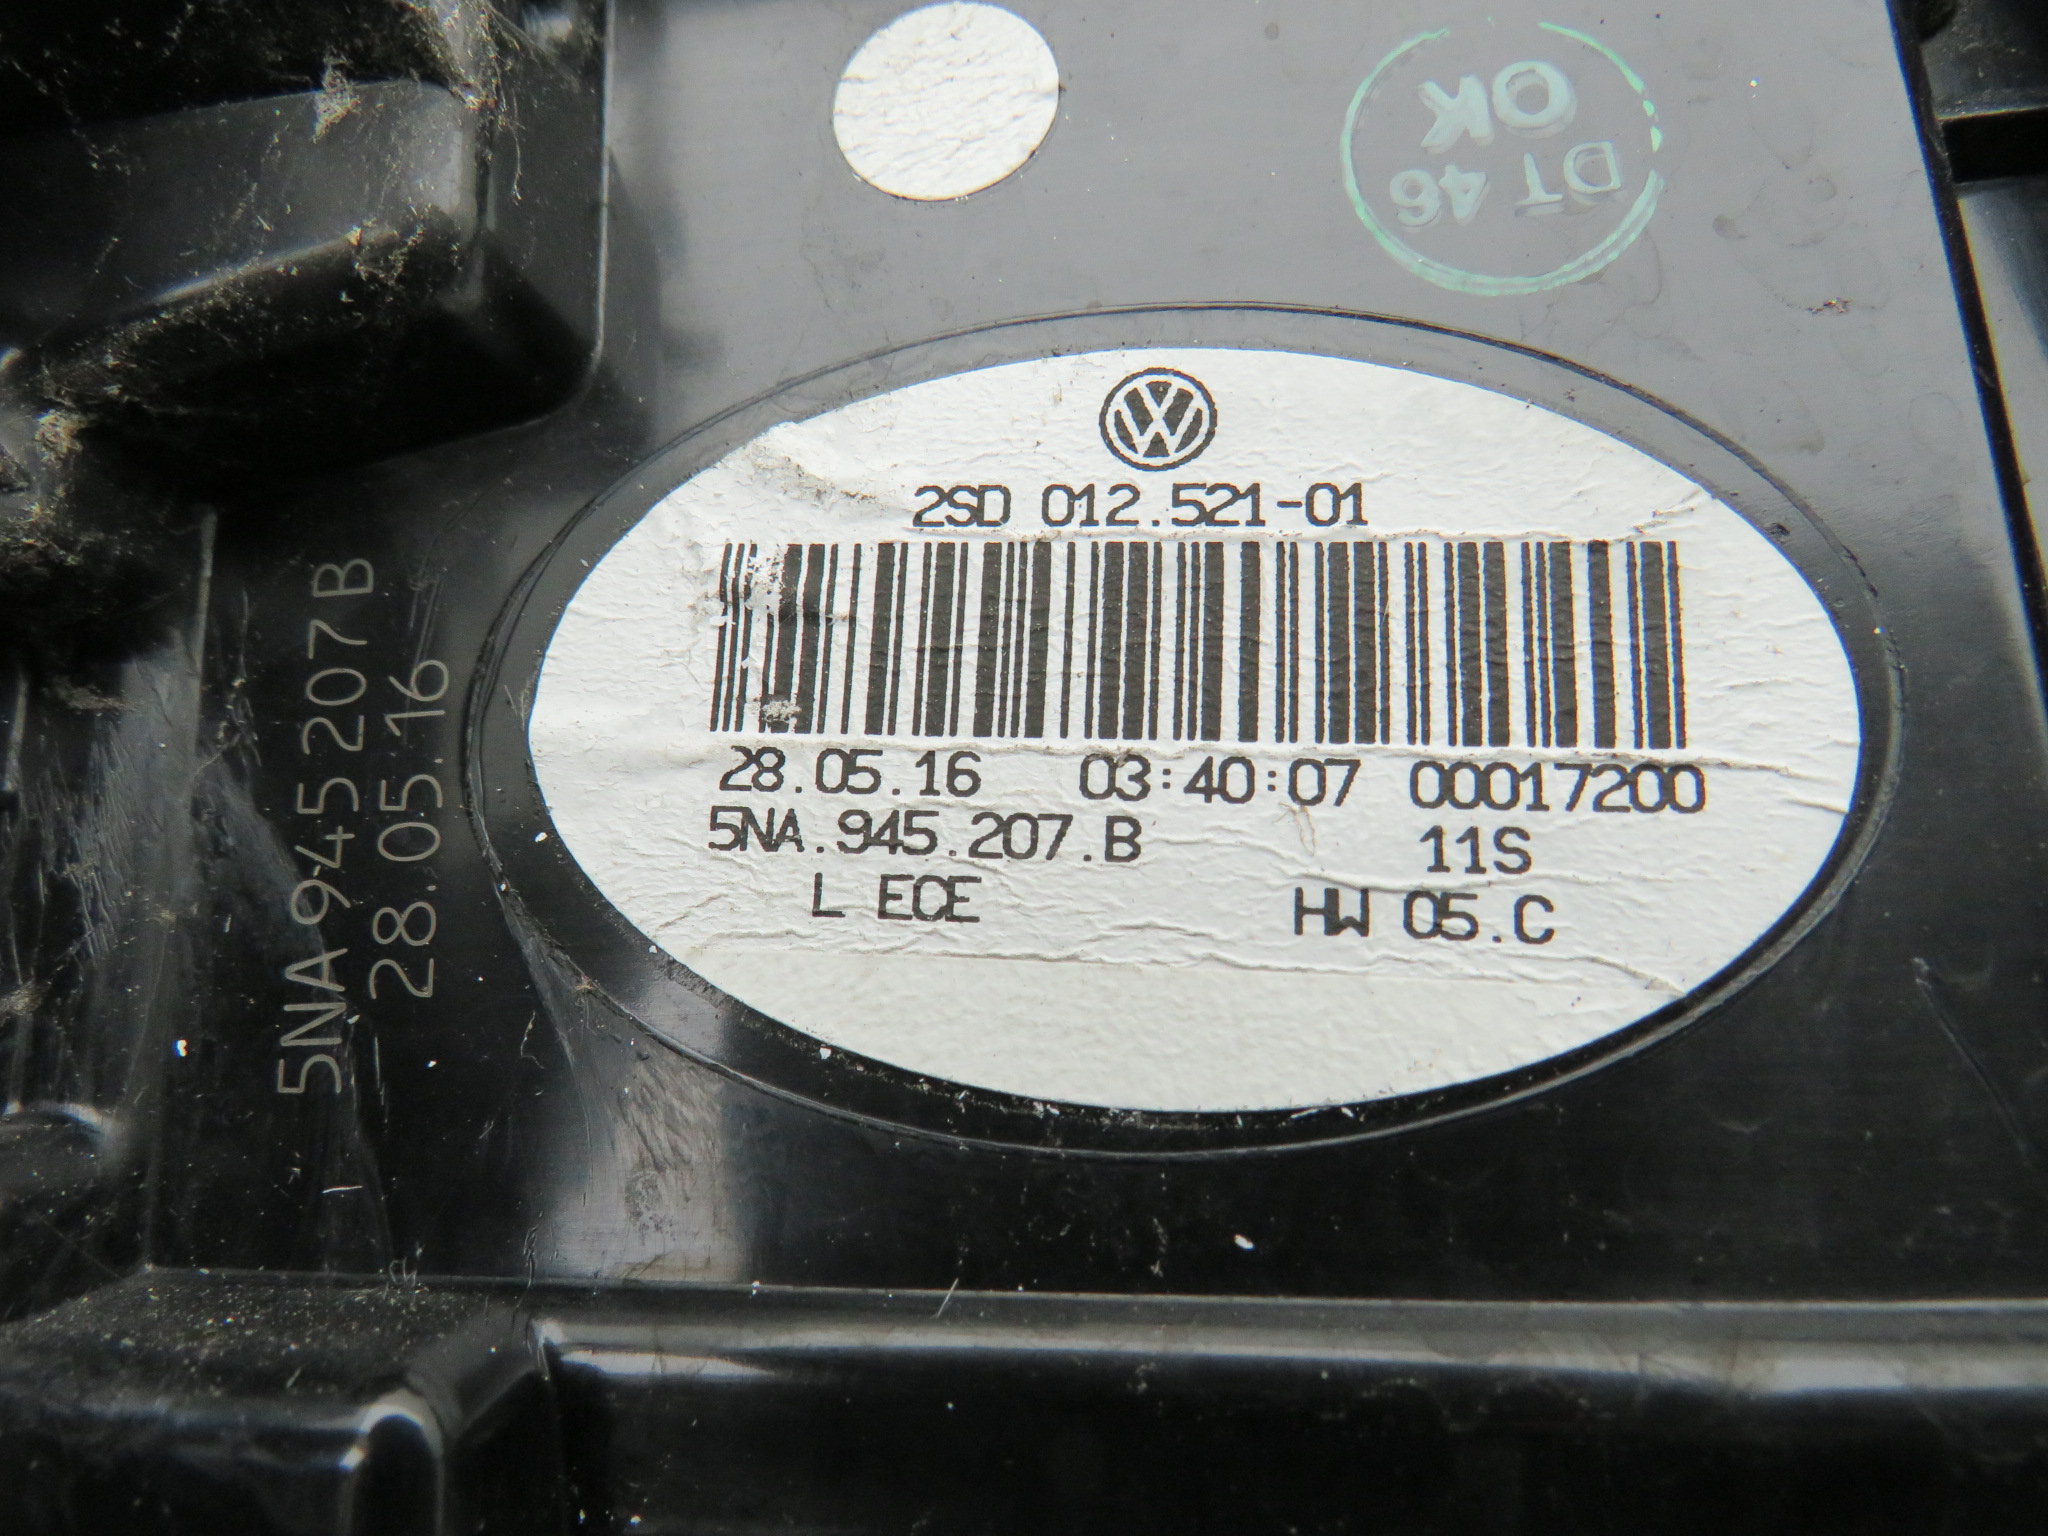 OK
DT 46
2SD 012.521-01
28.05.16 03:40:07 00017200
5NA.945.207.B 11S
L ECE HW 05.C
5NA 945 207 B
28.05.16